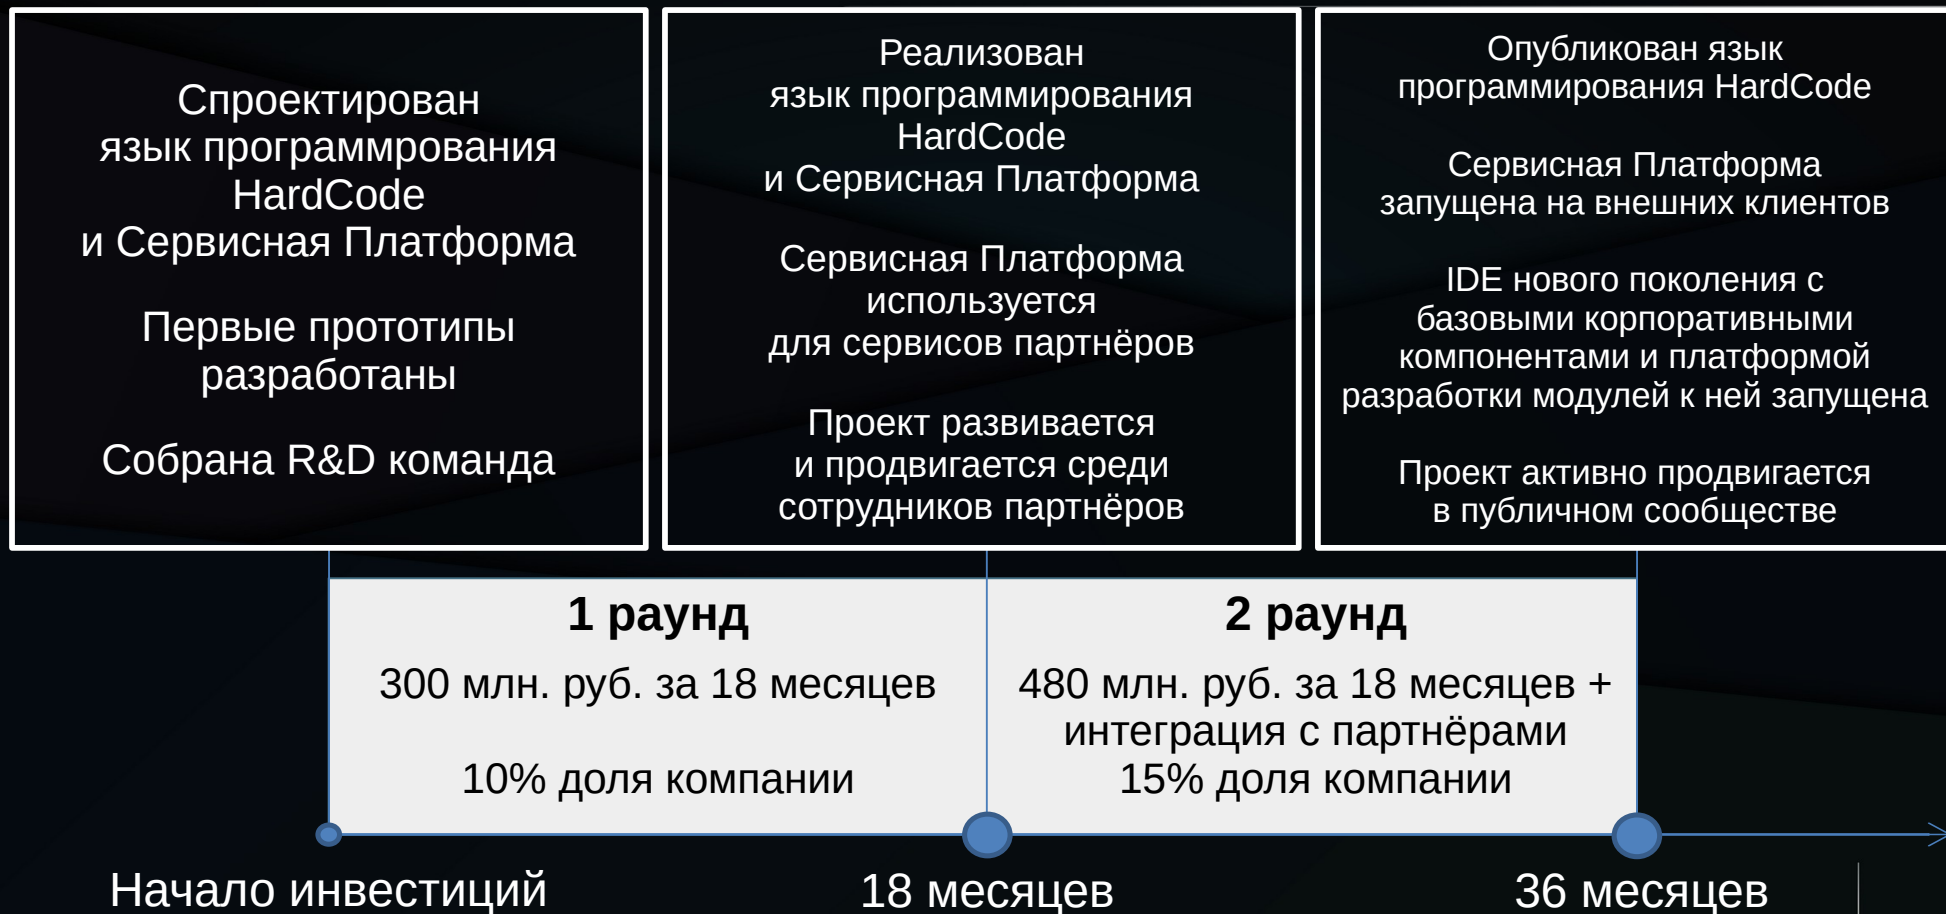 Спроектирован
язык программрования
HardCode
и Сервисная Платформа
Первые прототипы
разработаны
Собрана R&D команда
Реализован
язык программирования
HardCode
и Сервисная Платформа
Сервисная Платформа
используется
для сервисов партнёров
Проект развивается
и продвигается среди
сотрудников партнёров
Опубликован язык
программирования HardCode
Сервисная Платформа
запущена на внешних клиентов
IDE нового поколения с
базовыми корпоративными
компонентами и платформой
разработки модулей к ней запущена
Проект активно продвигается
в публичном сообществе
1 раунд
300 млн. руб. за 18 месяцев
10% доля компании
2 раунд
480 млн. руб. за 18 месяцев +
интеграция с партнёрами
15% доля компании
Начало инвестиций
18 месяцев
36 месяцев